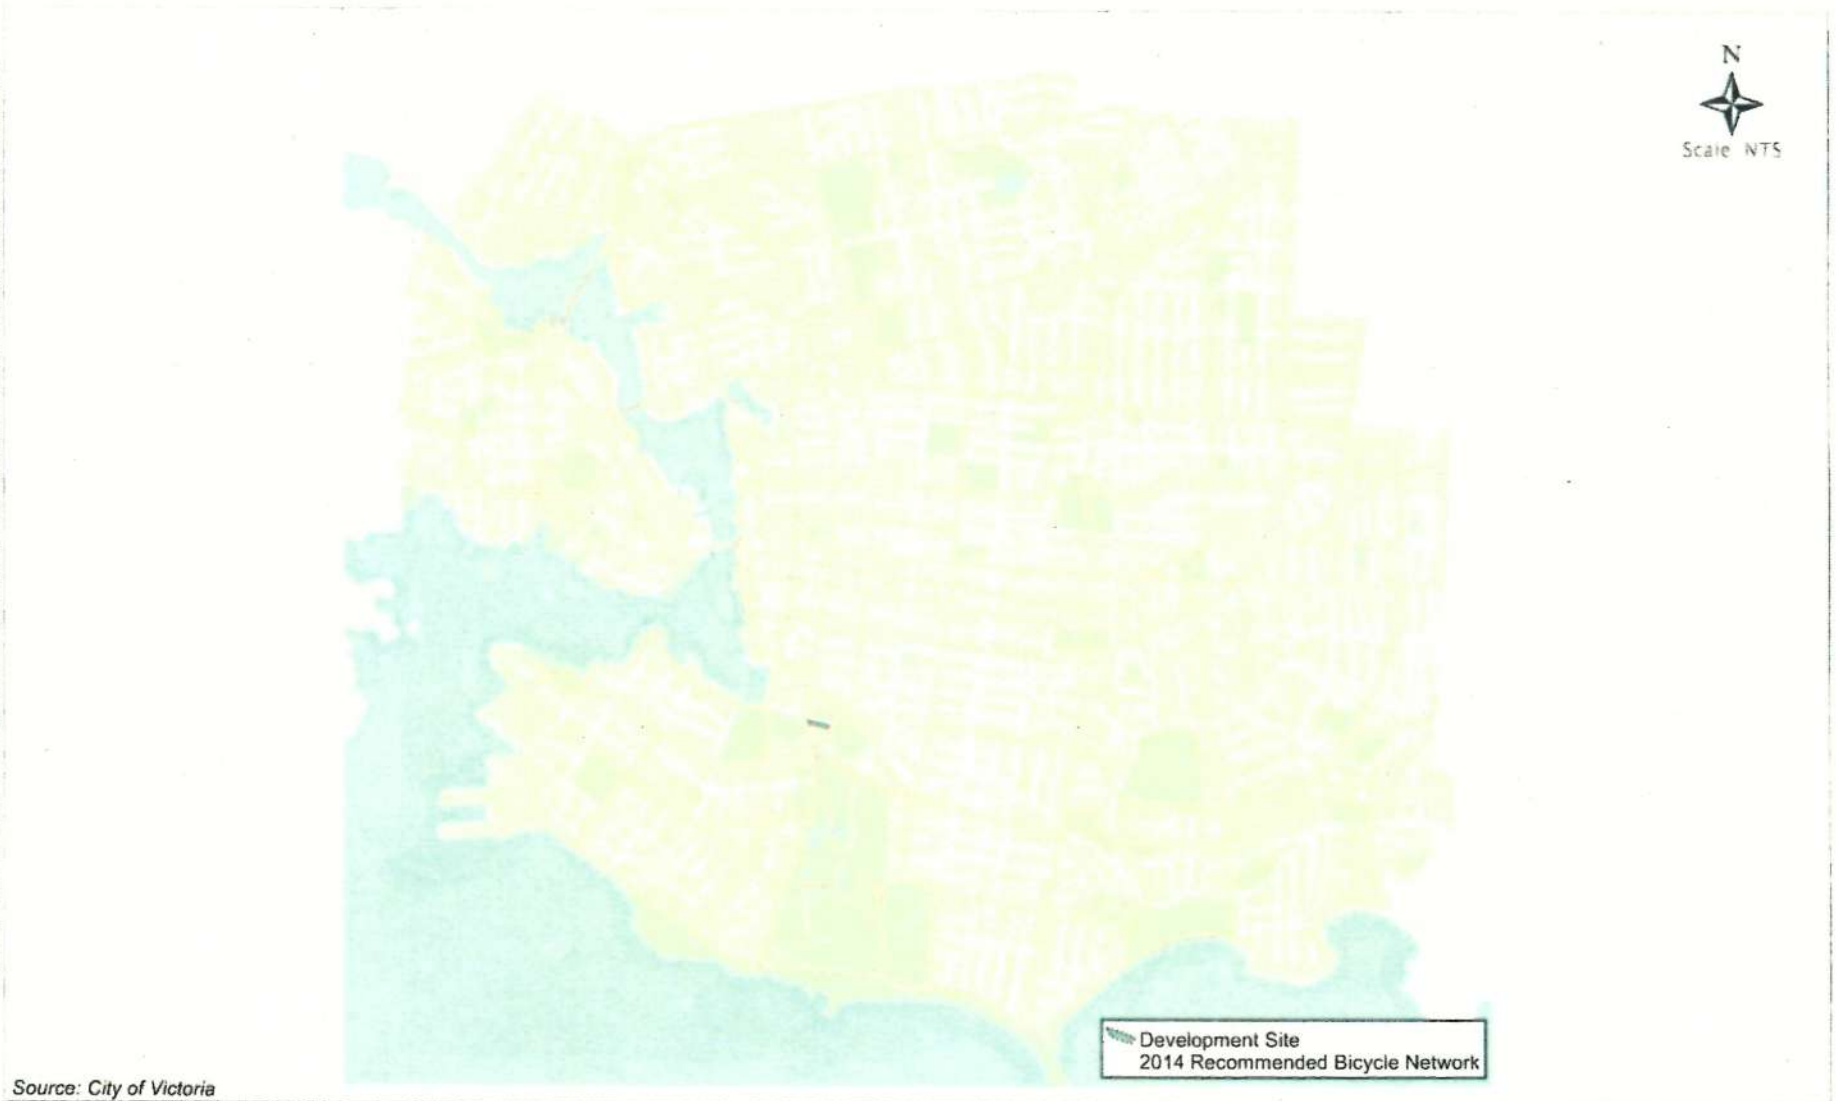 N
Scale NTS
Development Site
2014 Recommended Bicycle Network
Source: City of Victoria